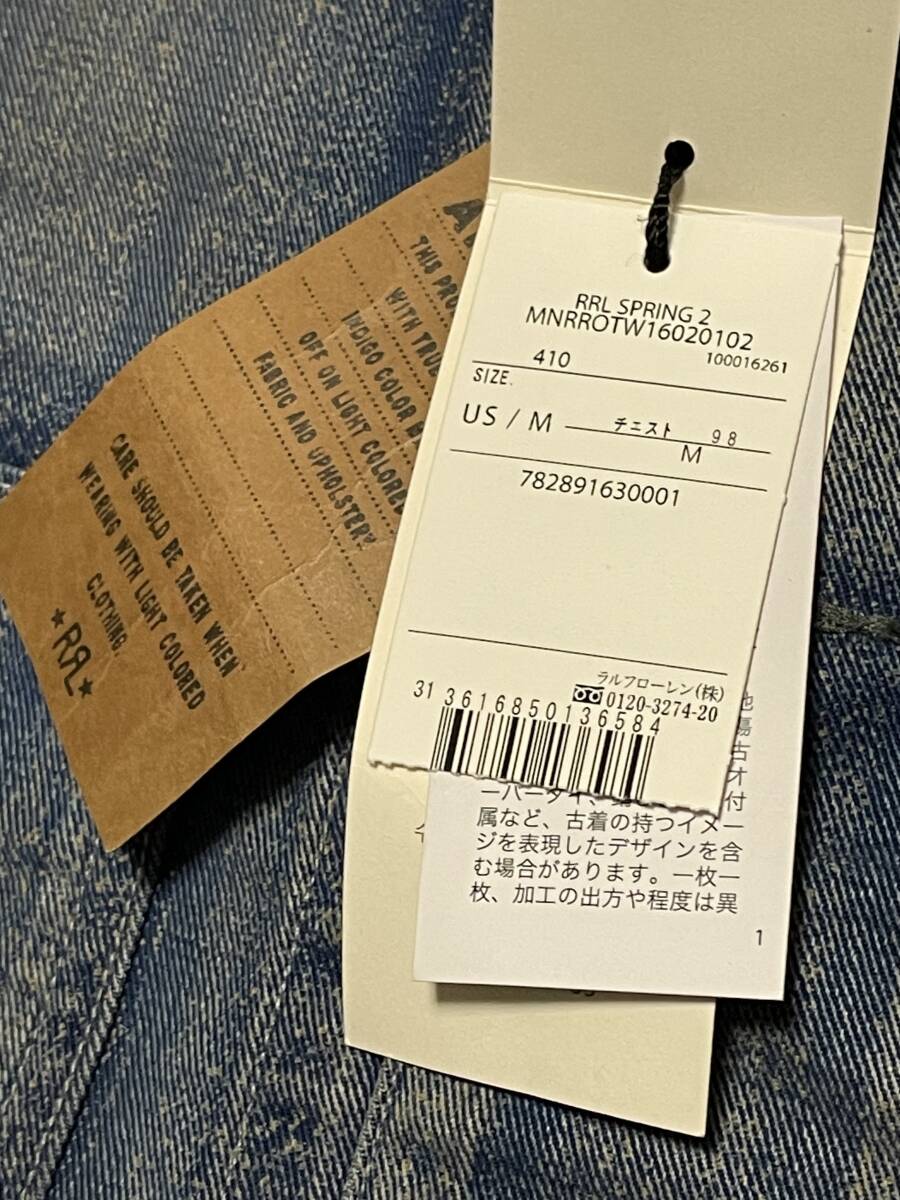 RRL SPRING 2
MNRROTW16020102
100016261
410
SIZE.
US / M
チェスト 98
M
782891630001
ラルフローレン(株)
0120-3274-20
31 3616850136584
THIS
WITH
INDIGO COLOR
OFF ON LIGHT COLORED
FABRIC AND UPHOLSTERY
CARE SHOULD BE TAKEN WHEN
WEARING WITH LIGHT COLORED
CLOTHING
RRL
付
属など、古着の持つイメー
ジを表現したデザインを含
む場合があります。一枚一
枚、加工の出方や程度は異
1